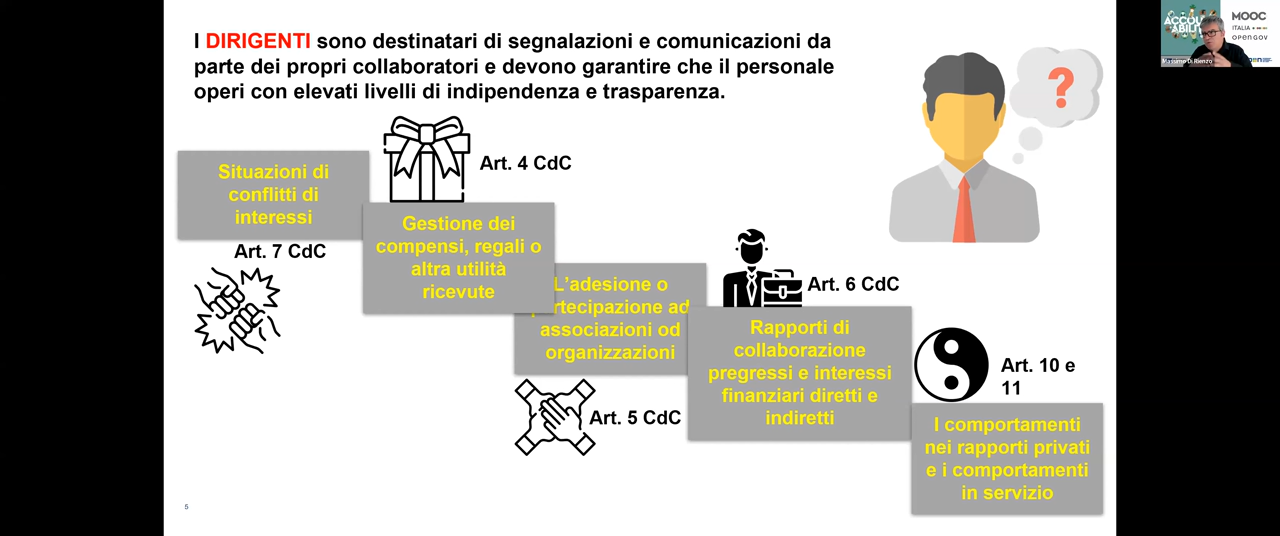 I DIRIGENTI sono destinatari di segnalazioni e comunicazioni da
parte dei propri collaboratori e devono garantire che il personale
operi con elevati livelli di indipendenza e trasparenza.
?
Art. 4 CdC
Situazioni di
conflitti di
interessi
Art. 7 CdC
Gestione dei
compensi, regali o
altra utilità
ricevute
L'adesione o
partecipazione ad
associazioni od
organizzazioni
Art. 5 CdC
Art. 6 CdC
Rapporti di
collaborazione
pregressi e interessi
finanziari diretti e
indiretti
Art. 10 e
11
I comportamenti
nei rapporti privati
e i comportamenti
in servizio
5
MOOC
ITALIA
OPENGOV
Massimo Di Rienzo